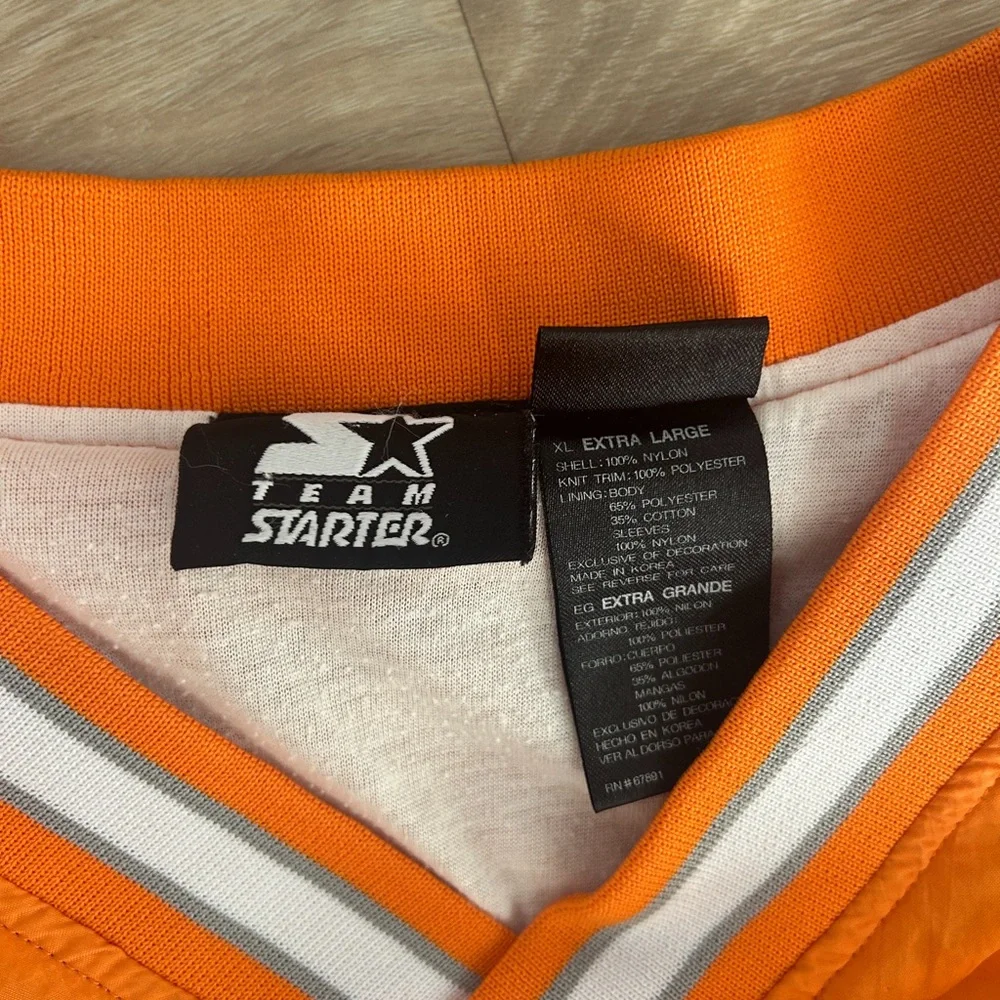 TEAM
STARTER®
XL EXTRA LARGE
SHELL: 100% NYLON
KNIT TRIM: 100% POLYESTER
LINING: BODY
65% POLYESTER
35% COTTON
SLEEVES
100% NYLON
EXCLUSIVE OF DECORATION
MADE IN KOREA
SEE REVERSE FOR CARE
EG EXTRA GRANDE
EXTERIOR: 100% NILON
ADORNO TEJIDO:
100% POLIESTER
FORRO: CUERPO
65% POLIESTER
35% ALGODON
MANGAS
100% NILON
EXCLUSIVO DE DECORAC
HECHO EN KOREA
VER AL DORSO PARA
RN#67891